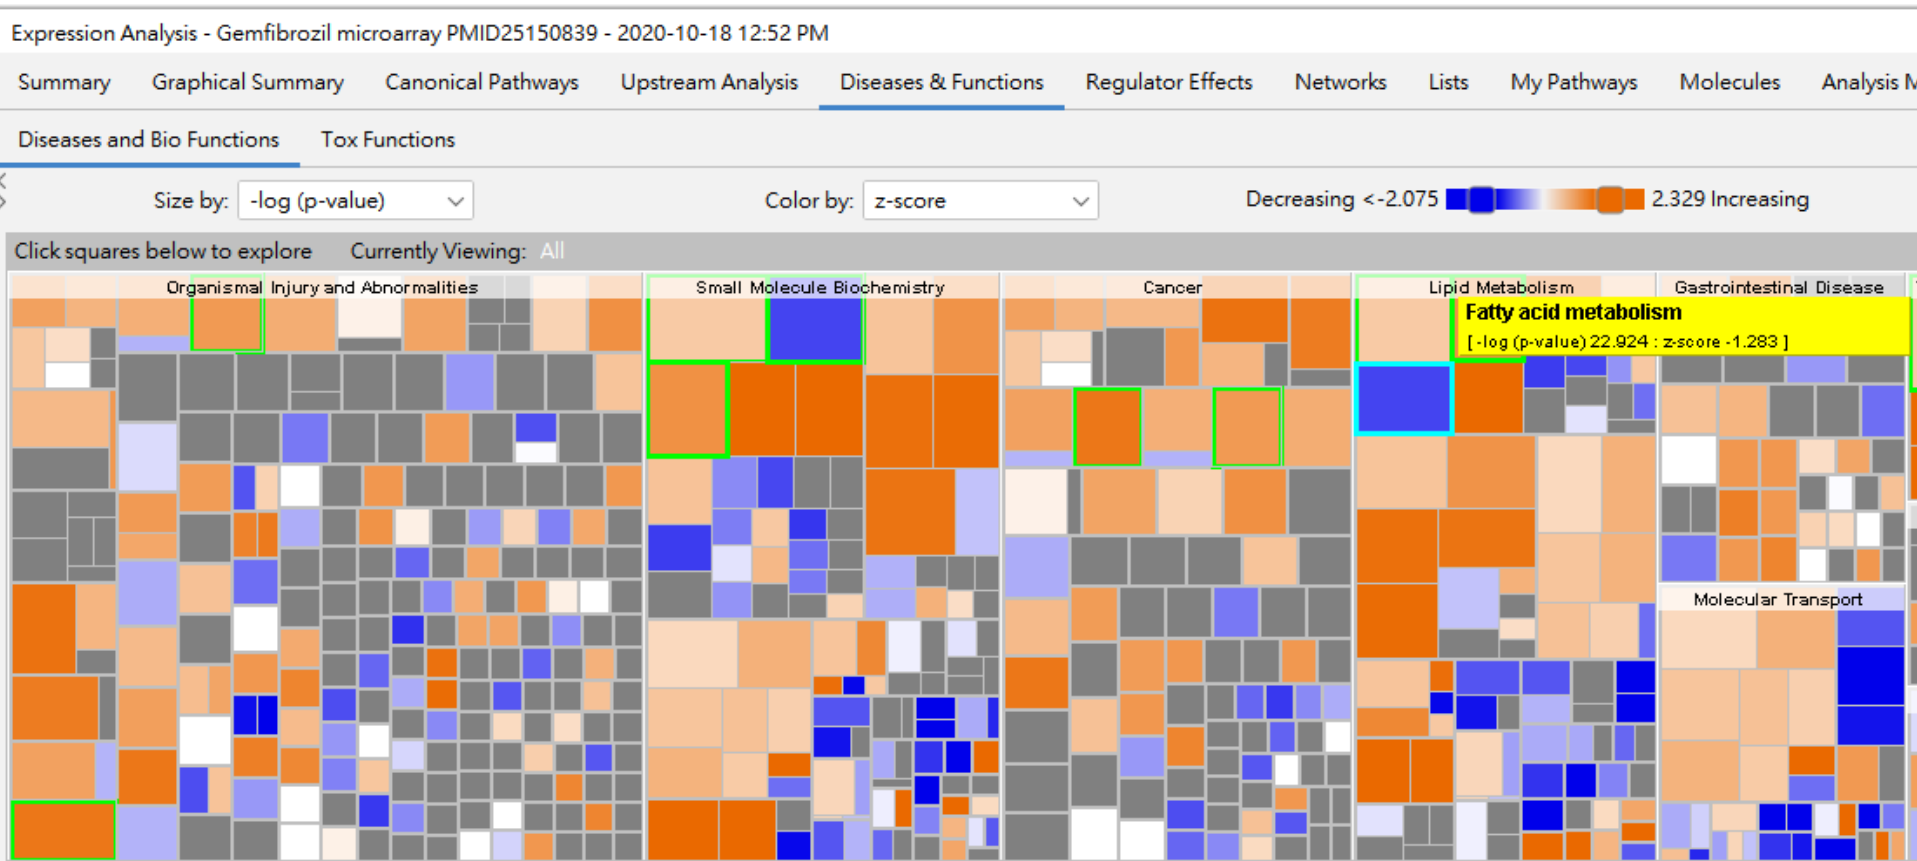 Expression Analysis - Gemfibrozil microarray PMID25150839 - 2020-10-18 12:52 PM
Summary Graphical Summary Canonical Pathways Upstream Analysis Diseases & Functions Regulator Effects Networks Lists My Pathways Molecules Analysis
Diseases and Bio Functions Tox Functions
Size by: -log (p-value) Color by: z-score Decreasing <-2.075 2.329 Increasing
Click squares below to explore Currently Viewing: All
Organismal Injury and Abnormalities Small Molecule Biochemistry Cancer Lipid Metabolism Gastrointestinal Disease
Fatty acid metabolism
[ -log (p-value) 22.924 : z-score -1.283 ]
Molecular Transport